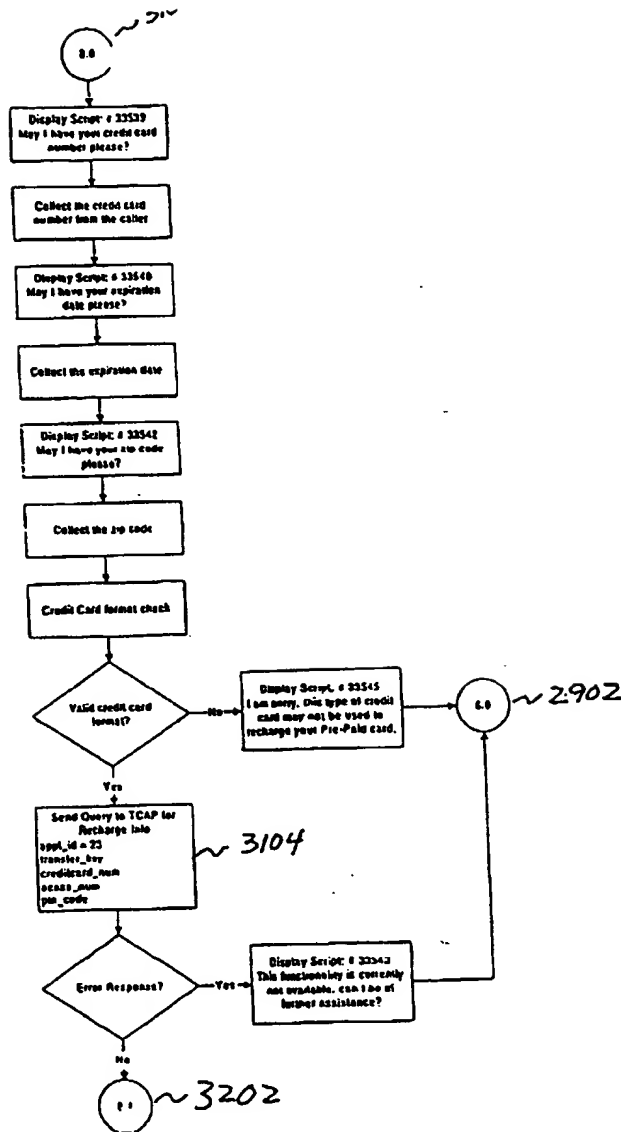 Display Script: # 33539
May I have your credit card
number please?
Collect the credit card
number from the caller
Display Script: # 33540
May I have your expiration
date please?
Collect the expiration date
Display Script: # 33542
May I have your zip code
please?
Collect the zip code
Credit Card format check
Valid credit card
format?
No
Display Script: # 33545
I am sorry, this type of credit
card may not be used to
recharge your Pre-Paid card.
2902
Yes
Send Query to TCAP for
Recharge Info
appl_id = 23
transfer_key
creditcard_num
access_num
pin_code
3104
Error Response?
Yes
Display Script: # 33543
This functionality is currently
not available, can I be of
further assistance?
No
3202